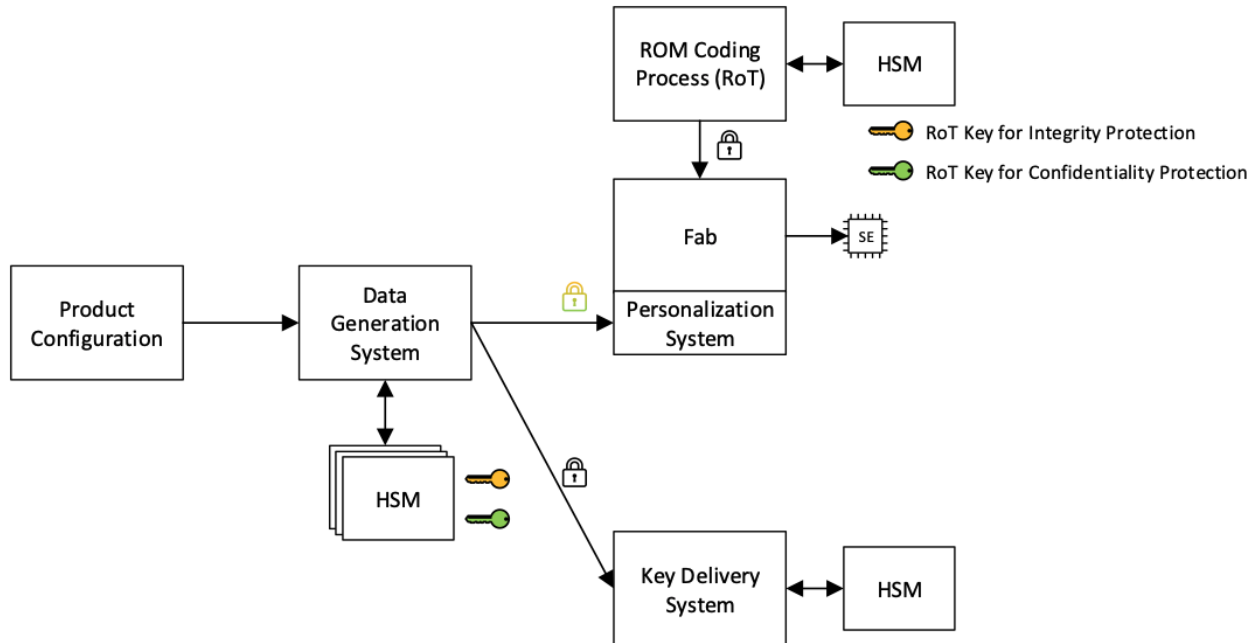 ROM Coding
Process (RoT)
HSM
RoT Key for Integrity Protection
RoT Key for Confidentiality Protection
Fab
SE
Product
Configuration
Data
Generation
System
Personalization
System
HSM
Key Delivery
System
HSM